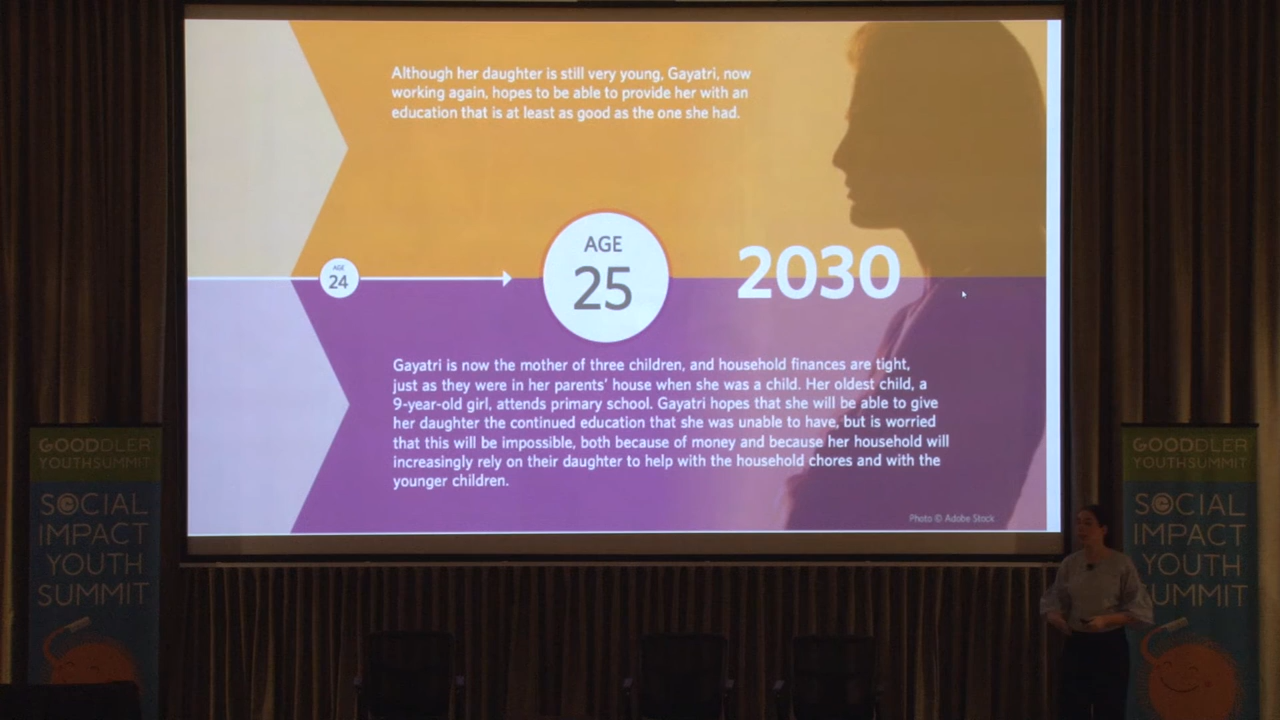 Although her daughter is still very young, Gayatri, now
working again, hopes to be able to provide her with an
education that is at least as good as the one she had.
AGE
24
AGE
25
2030
Gayatri is now the mother of three children, and household finances are tight,
just as they were in her parents' house when she was a child. Her oldest child, a
9-year-old girl, attends primary school. Gayatri hopes that she will be able to give
her daughter the continued education that she was unable to have, but is worried
that this will be impossible, both because of money and because her household will
increasingly rely on their daughter to help with the household chores and with the
younger children.
Photo © Adobe Stock
GOODDLER
YOUTHSUMMIT
SOCIAL
IMPACT
YOUTH
SUMMIT
GOODDLER
YOUTHSUMMIT
SOCIAL
IMPACT
YOUTH
SUMMIT